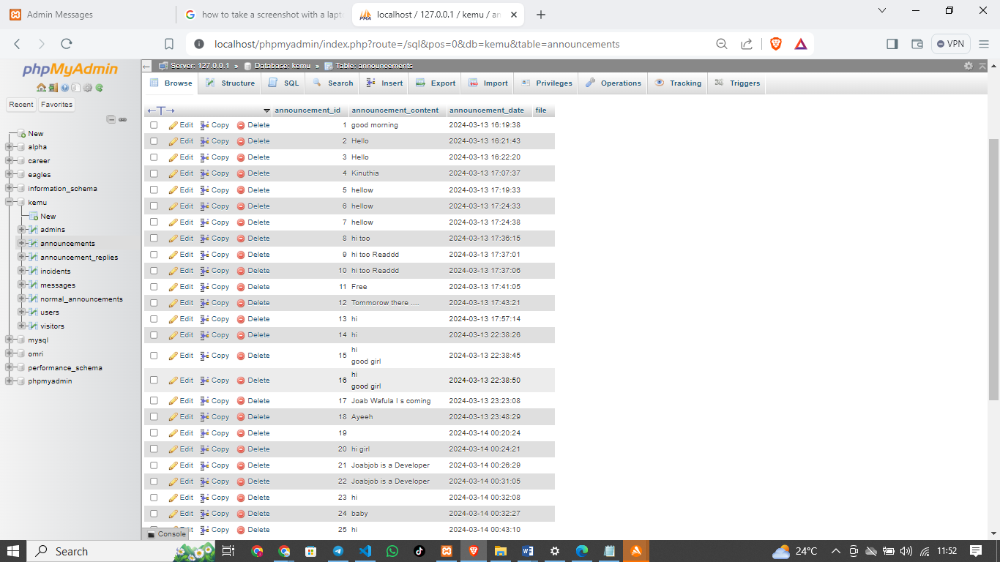 Admin Messages
how to take a screenshot with a lapt
localhost / 127.0.0.1 / kemu / an
localhost/phpmyadmin/index.php?route=/sql&pos=0&db=kemu&table=announcements
VPN
phpMyAdmin
Recent Favorites
New
alpha
career
eagles
information_schema
kemu
New
admins
announcements
announcement_replies
incidents
messages
normal_announcements
users
visitors
mysql
omri
performance_schema
phpmyadmin
Server: 127.0.0.1 » Database: kemu » Table: announcements
Browse Structure SQL Search Insert Export Import Privileges Operations Tracking Triggers
←T→ announcement_id announcement_content announcement_date file
Edit Copy Delete 1 good morning 2024-03-13 16:19:38
Edit Copy Delete 2 Hello 2024-03-13 16:21:43
Edit Copy Delete 3 Hello 2024-03-13 16:22:20
Edit Copy Delete 4 Kinuthia 2024-03-13 17:07:37
Edit Copy Delete 5 hellow 2024-03-13 17:19:33
Edit Copy Delete 6 hellow 2024-03-13 17:24:33
Edit Copy Delete 7 hellow 2024-03-13 17:24:38
Edit Copy Delete 8 hi too 2024-03-13 17:36:15
Edit Copy Delete 9 hi too Readdd 2024-03-13 17:37:01
Edit Copy Delete 10 hi too Readdd 2024-03-13 17:37:06
Edit Copy Delete 11 Free 2024-03-13 17:41:05
Edit Copy Delete 12 Tommorow there .... 2024-03-13 17:43:21
Edit Copy Delete 13 hi 2024-03-13 17:57:14
Edit Copy Delete 14 hi 2024-03-13 22:38:26
Edit Copy Delete 15 hi 2024-03-13 22:38:45
good girl
Edit Copy Delete 16 hi 2024-03-13 22:38:50
good girl
Edit Copy Delete 17 Joab Wafula I s coming 2024-03-13 23:23:08
Edit Copy Delete 18 Ayeeh 2024-03-13 23:48:29
Edit Copy Delete 19 2024-03-14 00:20:24
Edit Copy Delete 20 hi girl 2024-03-14 00:24:21
Edit Copy Delete 21 Joabjob is a Developer 2024-03-14 00:26:29
Edit Copy Delete 22 Joabjob is a Developer 2024-03-14 00:31:05
Edit Copy Delete 23 hi 2024-03-14 00:32:08
Edit Copy Delete 24 baby 2024-03-14 00:32:27
Edit Copy Delete 25 hi 2024-03-14 00:43:10
Console
Search
24°C
11:52